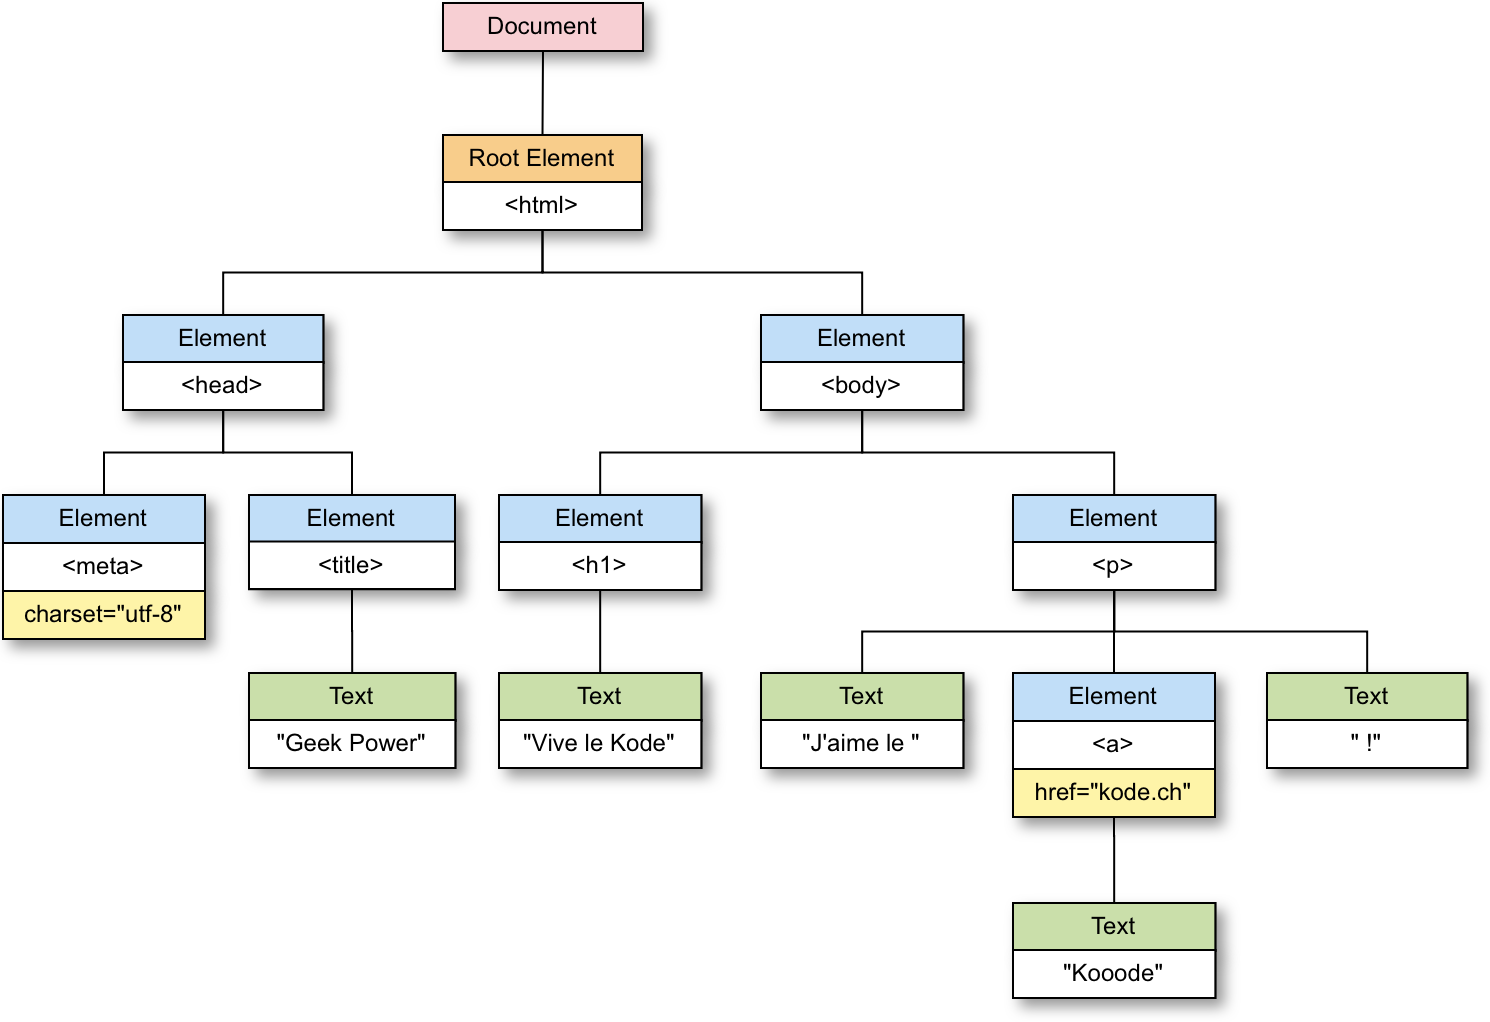 Document
Root Element
<html>
Element
<head>
Element
<body>
Element
<meta>
charset="utf-8"
Element
<title>
Element
<h1>
Element
<p>
Text
"Geek Power"
Text
"Vive le Kode"
Text
"J'aime le "
Element
<a>
href="kode.ch"
Text
" !"
Text
"Kooode"